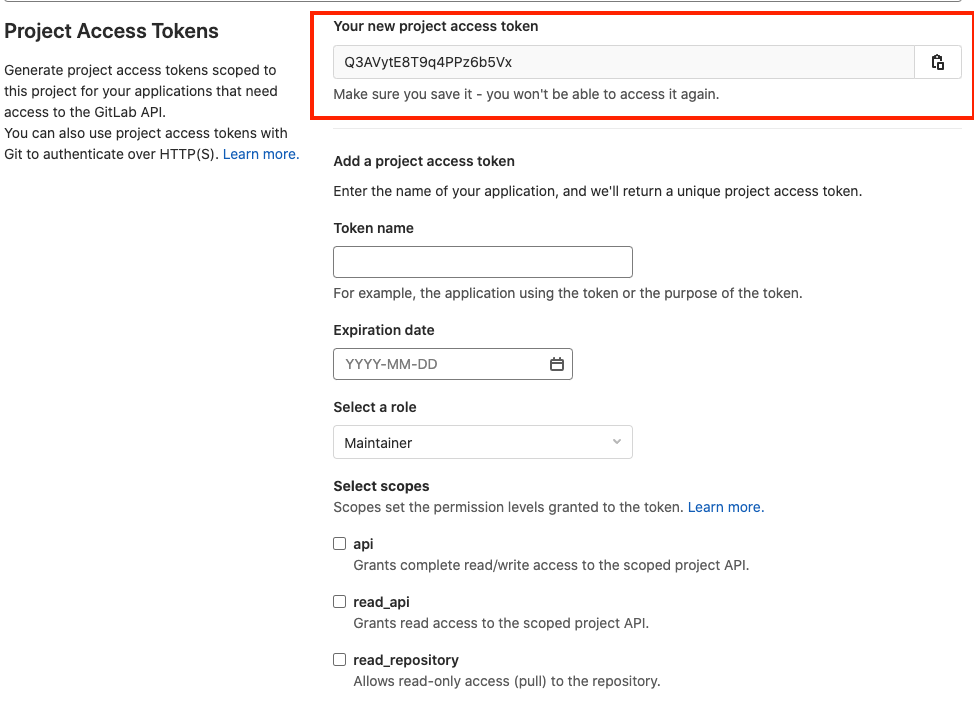 Project Access Tokens
Generate project access tokens scoped to
this project for your applications that need
access to the GitLab API.
You can also use project access tokens with
Git to authenticate over HTTP(S). Learn more.
Your new project access token
Q3AVytE8T9q4PPz6b5Vx
Make sure you save it - you won't be able to access it again.
Add a project access token
Enter the name of your application, and we'll return a unique project access token.
Token name
For example, the application using the token or the purpose of the token.
Expiration date
YYYY-MM-DD
Select a role
Maintainer
Select scopes
Scopes set the permission levels granted to the token. Learn more.
api
Grants complete read/write access to the scoped project API.
read_api
Grants read access to the scoped project API.
read_repository
Allows read-only access (pull) to the repository.